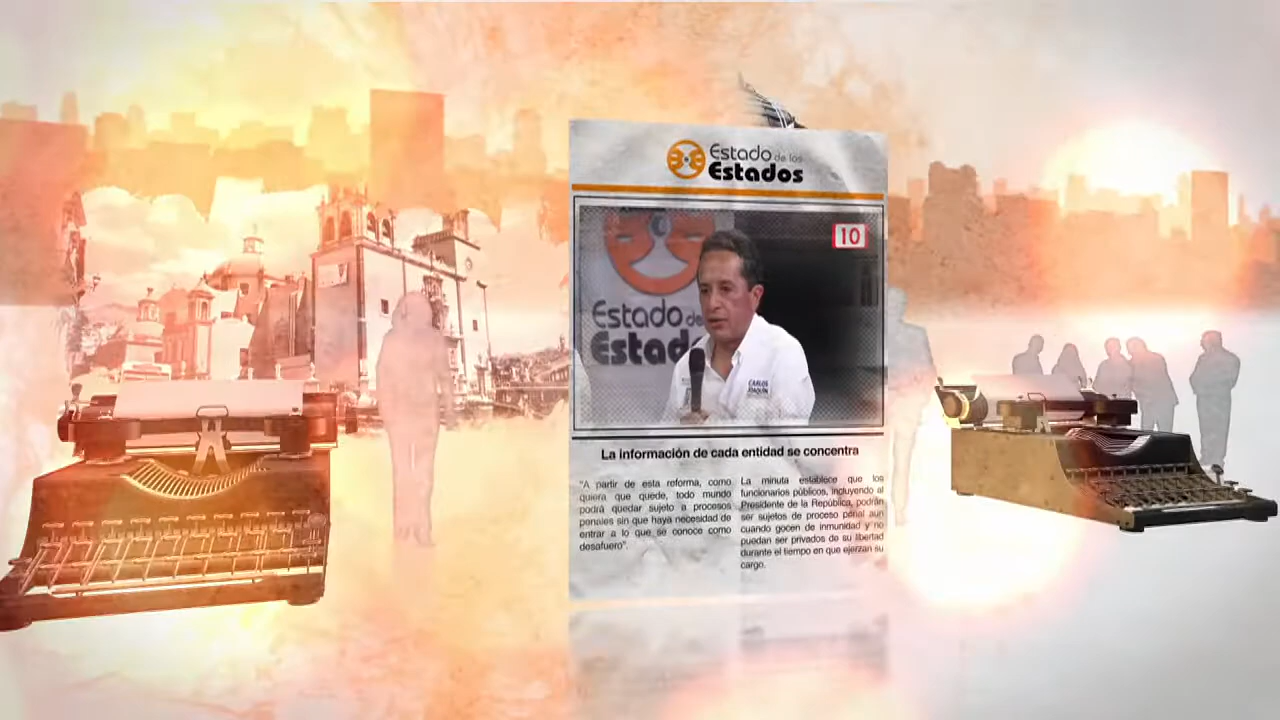 Estado de los
Estados
10
Estado de
Estad
CARLOS
JOAQUÍN
La información de cada entidad se concentra
"A partir de esta reforma, como
quiera que quede, todo mundo
podrá quedar sujeto a procesos
penales sin que haya necesidad de
entrar a lo que se conoce como
desafuero".
La minuta establece que los
funcionarios públicos, incluyendo al
Presidente de la República, podrán
ser sujetos de proceso penal aun
cuando gocen de inmunidad y no
puedan ser privados de su libertad
durante el tiempo en que ejerzan su
cargo.